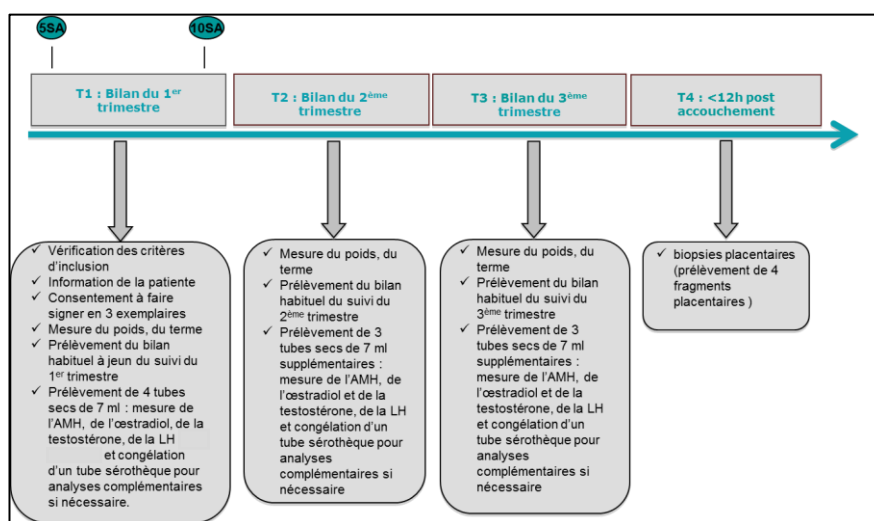 5SA
10SA
T1 : Bilan du 1er
trimestre
T2 : Bilan du 2ème
trimestre
T3 : Bilan du 3ème
trimestre
T4 : <12h post
accouchement
✓ Vérification des critères
d'inclusion
✓ Information de la patiente
✓ Consentement à faire
signer en 3 exemplaires
✓ Mesure du poids, du terme
✓ Prélèvement du bilan
habituel à jeun du suivi du
1er trimestre
✓ Prélèvement de 4 tubes
secs de 7 ml : mesure de
l'AMH, de l'œstradiol, de la
testostérone, de la LH
et congélation
d'un tube sérothèque pour
analyses complémentaires
si nécessaire.
✓ Mesure du poids, du
terme
✓ Prélèvement du bilan
habituel du suivi du
2ème trimestre
✓ Prélèvement de 3
tubes secs de 7 ml
supplémentaires :
mesure de l'AMH, de
l'œstradiol et de la
testostérone, de la LH
et congélation d'un
tube sérothèque pour
analyses
complémentaires si
nécessaire
✓ Mesure du poids, du
terme
✓ Prélèvement du bilan
habituel du suivi du
3ème trimestre
✓ Prélèvement de 3
tubes secs de 7 ml
supplémentaires :
mesure de l'AMH, de
l'œstradiol et de la
testostérone, de la LH
et congélation d'un
tube sérothèque pour
analyses
complémentaires si
nécessaire
✓ biopsies placentaires
(prélèvement de 4
fragments
placentaires )